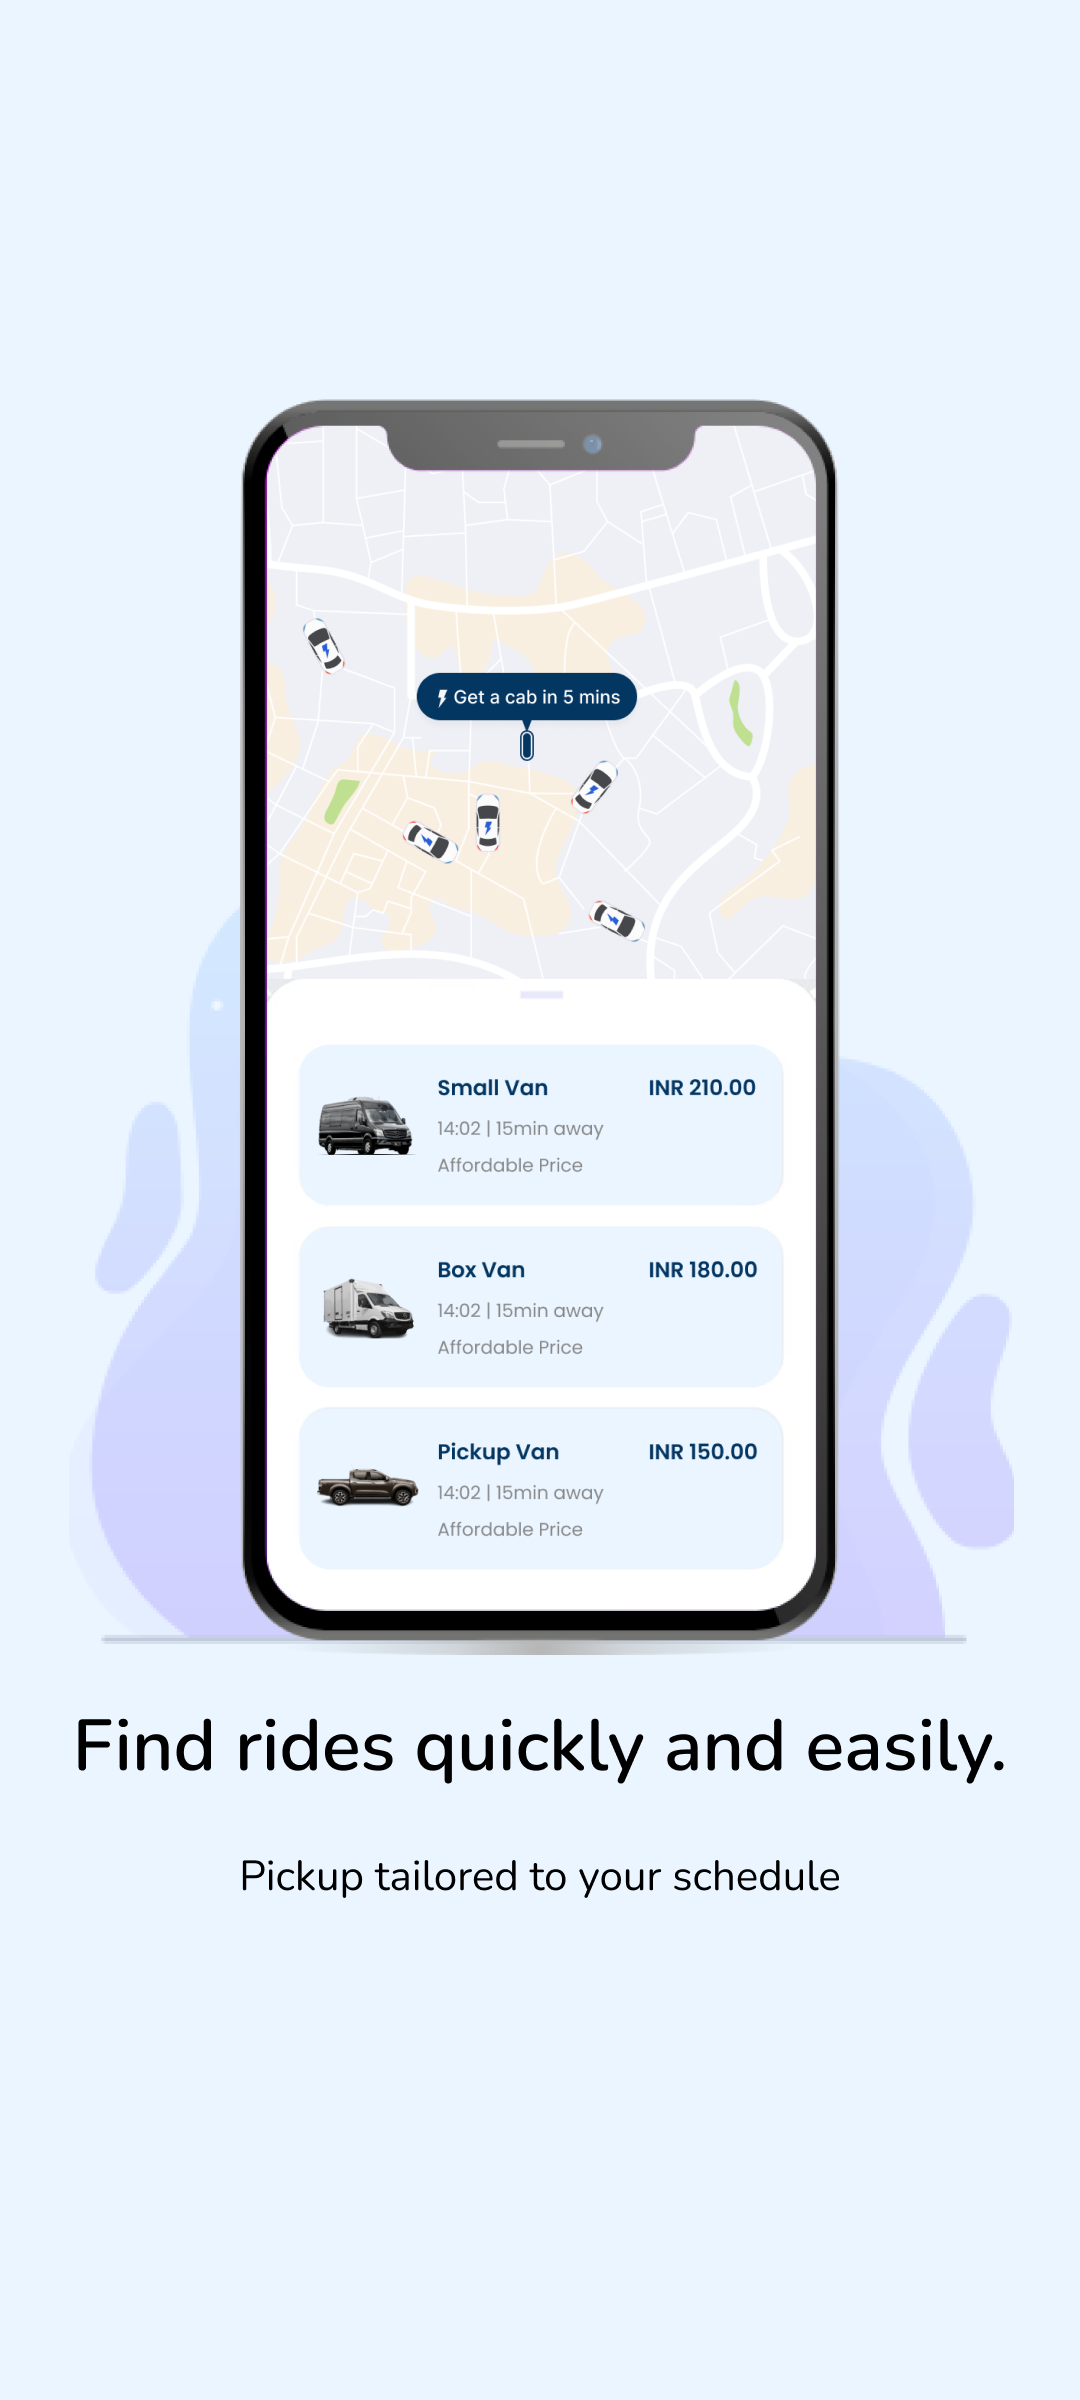 Get a cab in 5 mins
Small Van INR 210.00
14:02 | 15min away
Affordable Price
Box Van INR 180.00
14:02 | 15min away
Affordable Price
Pickup Van INR 150.00
14:02 | 15min away
Affordable Price
Find rides quickly and easily.
Pickup tailored to your schedule